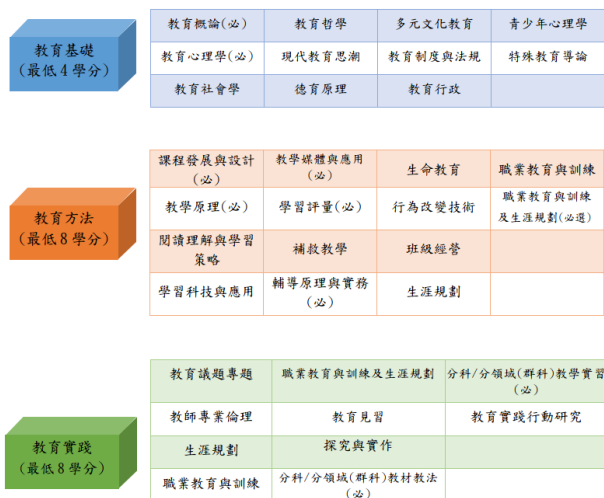 教育基礎
(最低 4 學分)
教育概論(必) 教育哲學 多元文化教育 青少年心理學
教育心理學(必) 現代教育思潮 教育制度與法規 特殊教育導論
教育社會學 德育原理 教育行政
教育方法
(最低 8 學分)
課程發展與設計
(必)
教學媒體與應用
(必)
生命教育
職業教育與訓練
教學原理(必) 學習評量(必) 行為改變技術
職業教育與訓練
及生涯規劃(必選)
閱讀理解與學習
策略
補救教學
班級經營
學習科技與應用
輔導原理與實務
(必)
生涯規劃
教育實踐
(最低 8 學分)
教育議題專題 職業教育與訓練及生涯規劃
分科/分領域(群科)教學實習
(必)
教師專業倫理 教育見習 教育實踐行動研究
生涯規劃 探究與實作
職業教育與訓練
分科/分領域(群科)教材教法
(必)